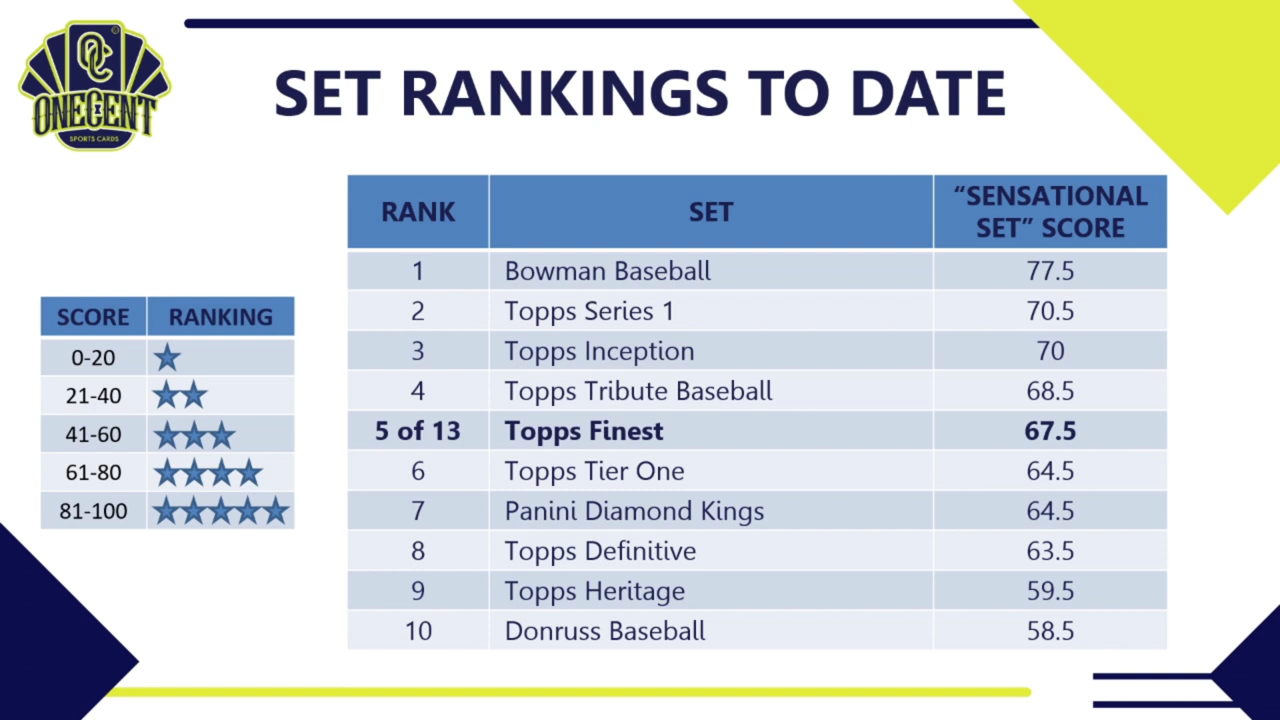 OC
ONECENT
SPORTS CARDS
SET RANKINGS TO DATE
SCORE RANKING
0-20
21-40
41-60
61-80
81-100
RANK SET “SENSATIONAL SET” SCORE
1 Bowman Baseball 77.5
2 Topps Series 1 70.5
3 Topps Inception 70
4 Topps Tribute Baseball 68.5
5 of 13 Topps Finest 67.5
6 Topps Tier One 64.5
7 Panini Diamond Kings 64.5
8 Topps Definitive 63.5
9 Topps Heritage 59.5
10 Donruss Baseball 58.5